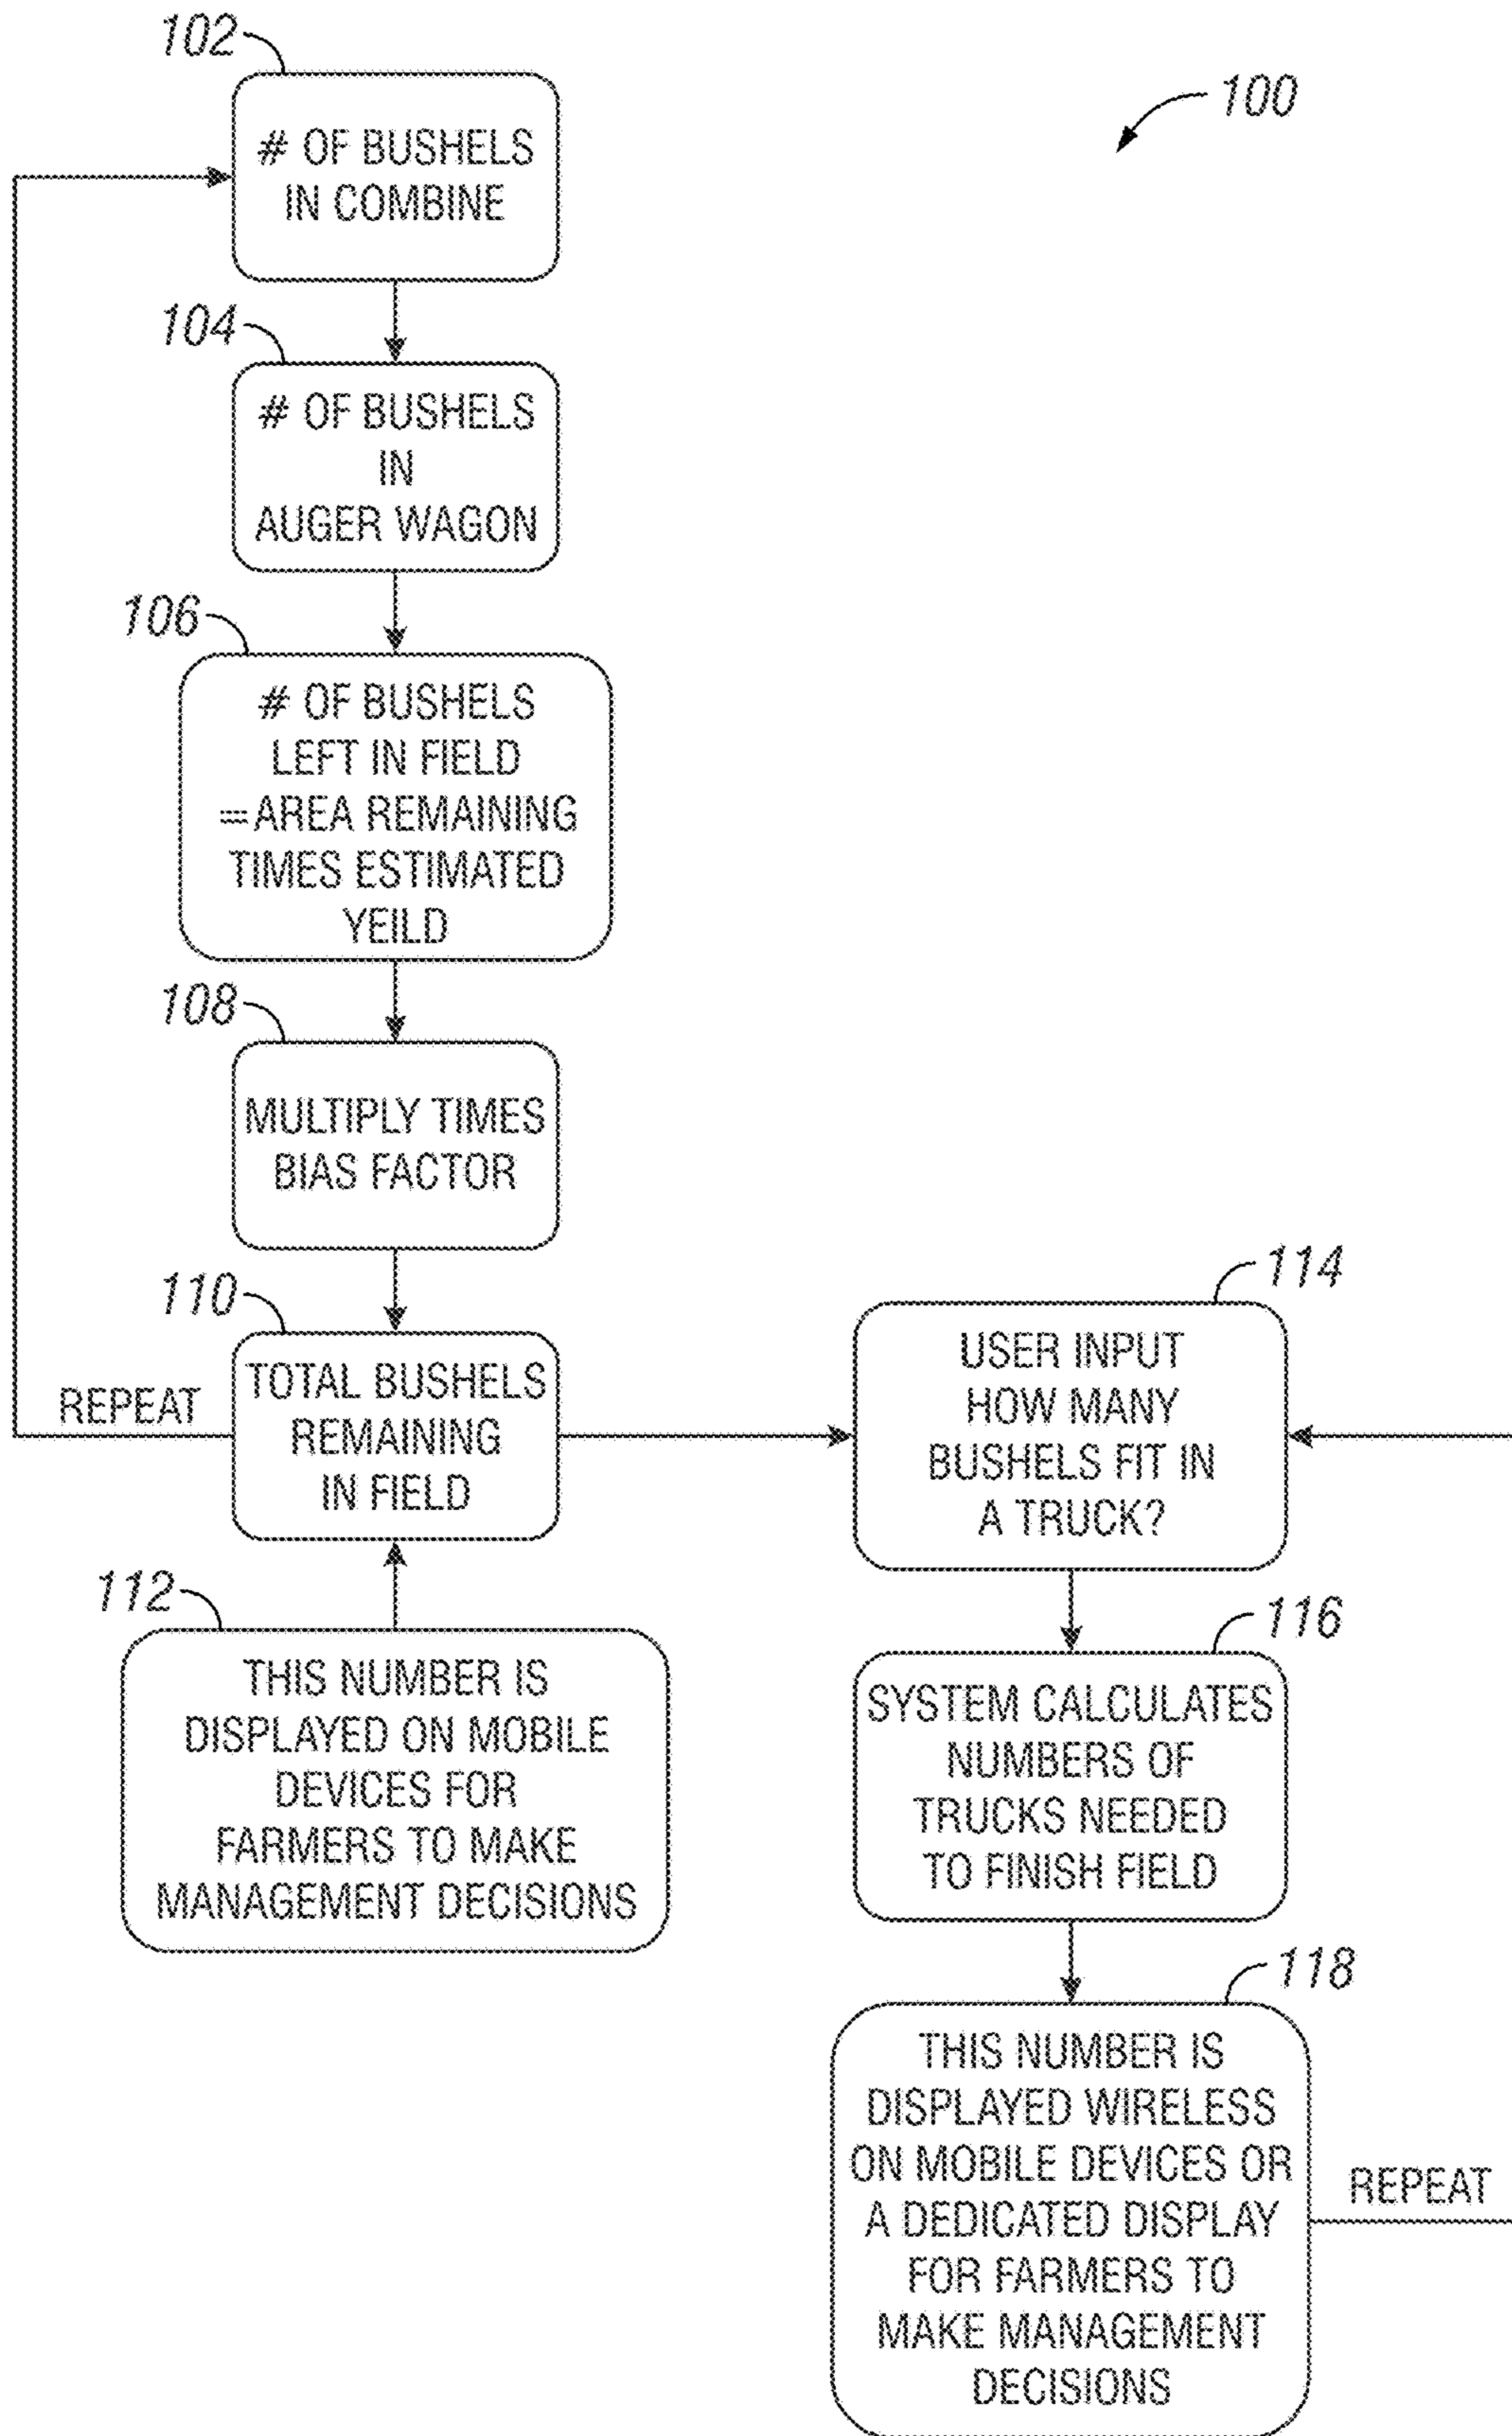 102
# OF BUSHELS
IN COMBINE
100
104
# OF BUSHELS
IN
AUGER WAGON
106
# OF BUSHELS
LEFT IN FIELD
=AREA REMAINING
TIMES ESTIMATED
YEILD
108
MULTIPLY TIMES
BIAS FACTOR
110
TOTAL BUSHELS
REMAINING
IN FIELD
REPEAT
112
THIS NUMBER IS
DISPLAYED ON MOBILE
DEVICES FOR
FARMERS TO MAKE
MANAGEMENT DECISIONS
114
USER INPUT
HOW MANY
BUSHELS FIT IN
A TRUCK?
116
SYSTEM CALCULATES
NUMBERS OF
TRUCKS NEEDED
TO FINISH FIELD
118
THIS NUMBER IS
DISPLAYED WIRELESS
ON MOBILE DEVICES OR
A DEDICATED DISPLAY
FOR FARMERS TO
MAKE MANAGEMENT
DECISIONS
REPEAT